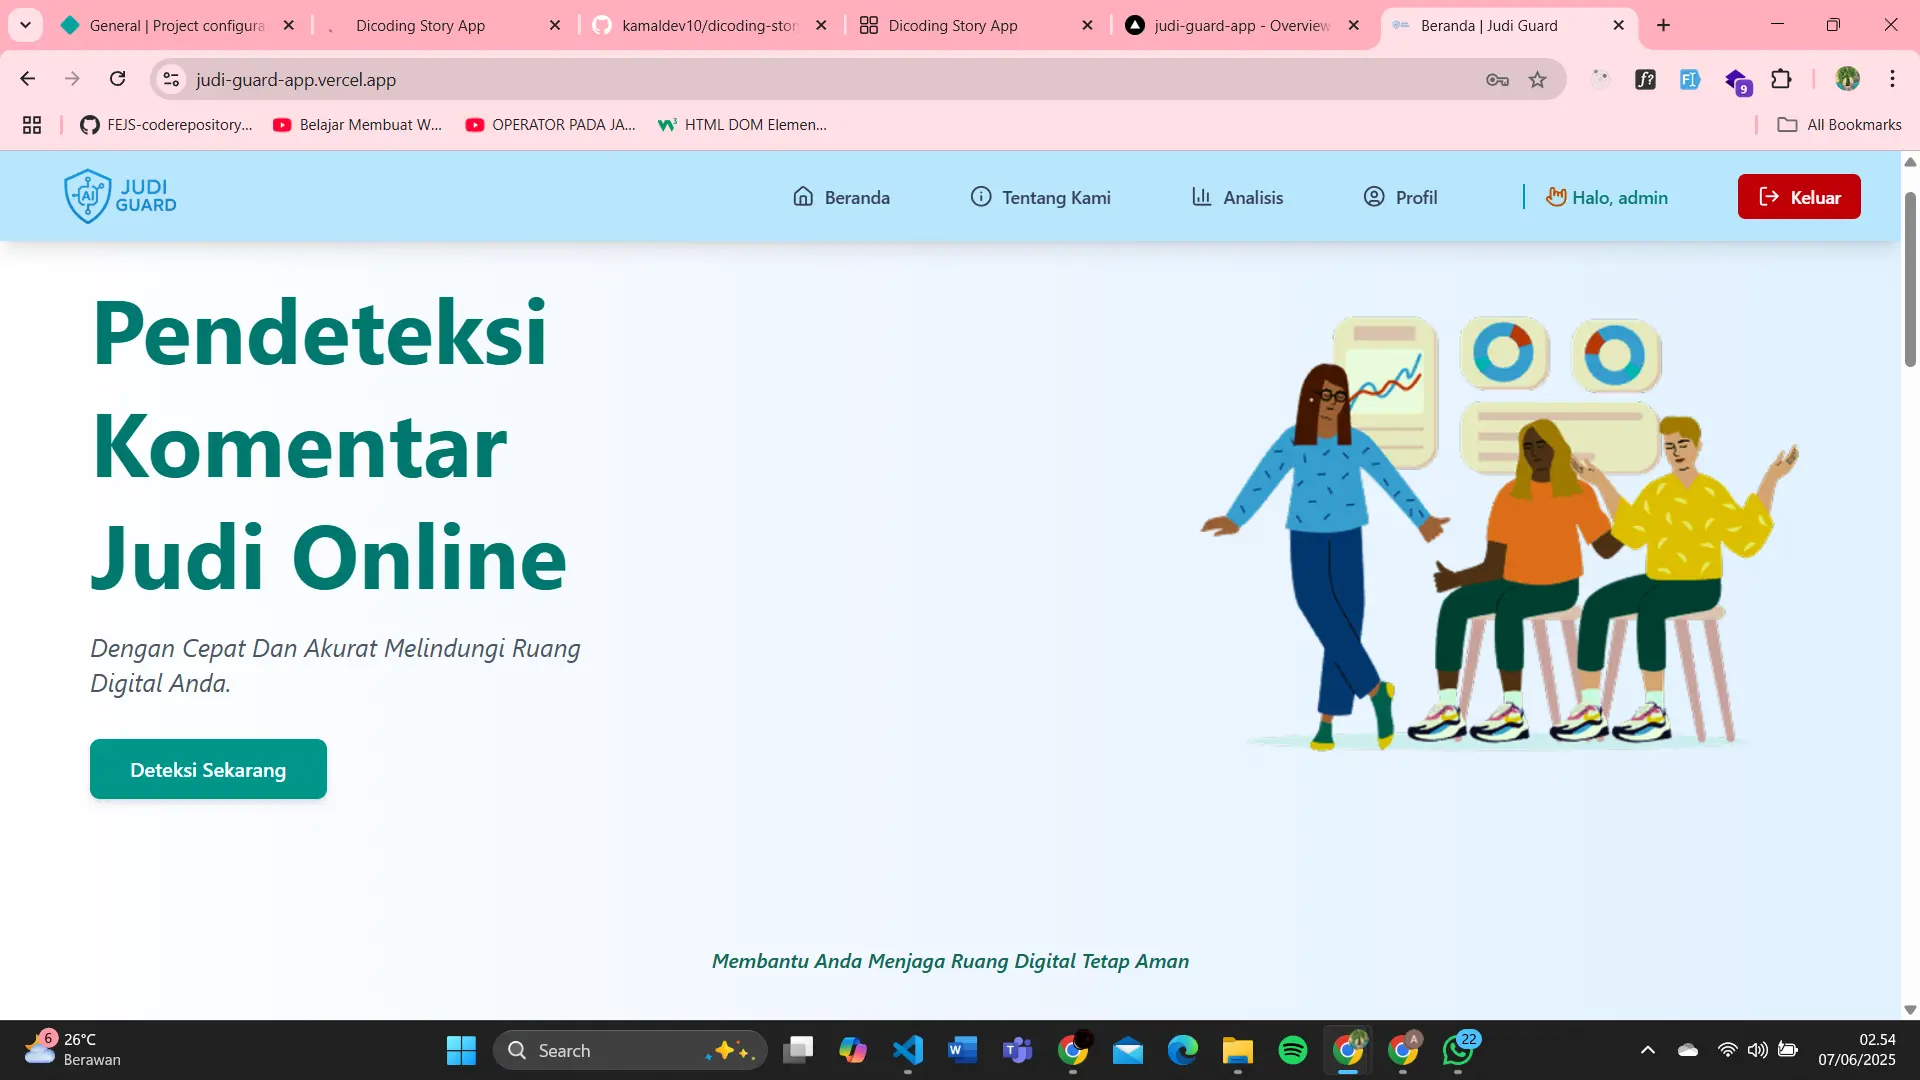 General | Project configura
Dicoding Story App
kamaldev10/dicoding-stor
Dicoding Story App
judi-guard-app - Overview
Beranda | Judi Guard
judi-guard-app.vercel.app
9
FEJS-coderepository...
Belajar Membuat W...
OPERATOR PADA JA...
HTML DOM Elemen...
All Bookmarks
AI
JUDI
GUARD
Beranda
Tentang Kami
Analisis
Profil
Halo, admin
Keluar
Pendeteksi
Komentar
Judi Online
Dengan Cepat Dan Akurat Melindungi Ruang
Digital Anda.
Deteksi Sekarang
Membantu Anda Menjaga Ruang Digital Tetap Aman
6
26°C
Berawan
Search
22
02.54
07/06/2025